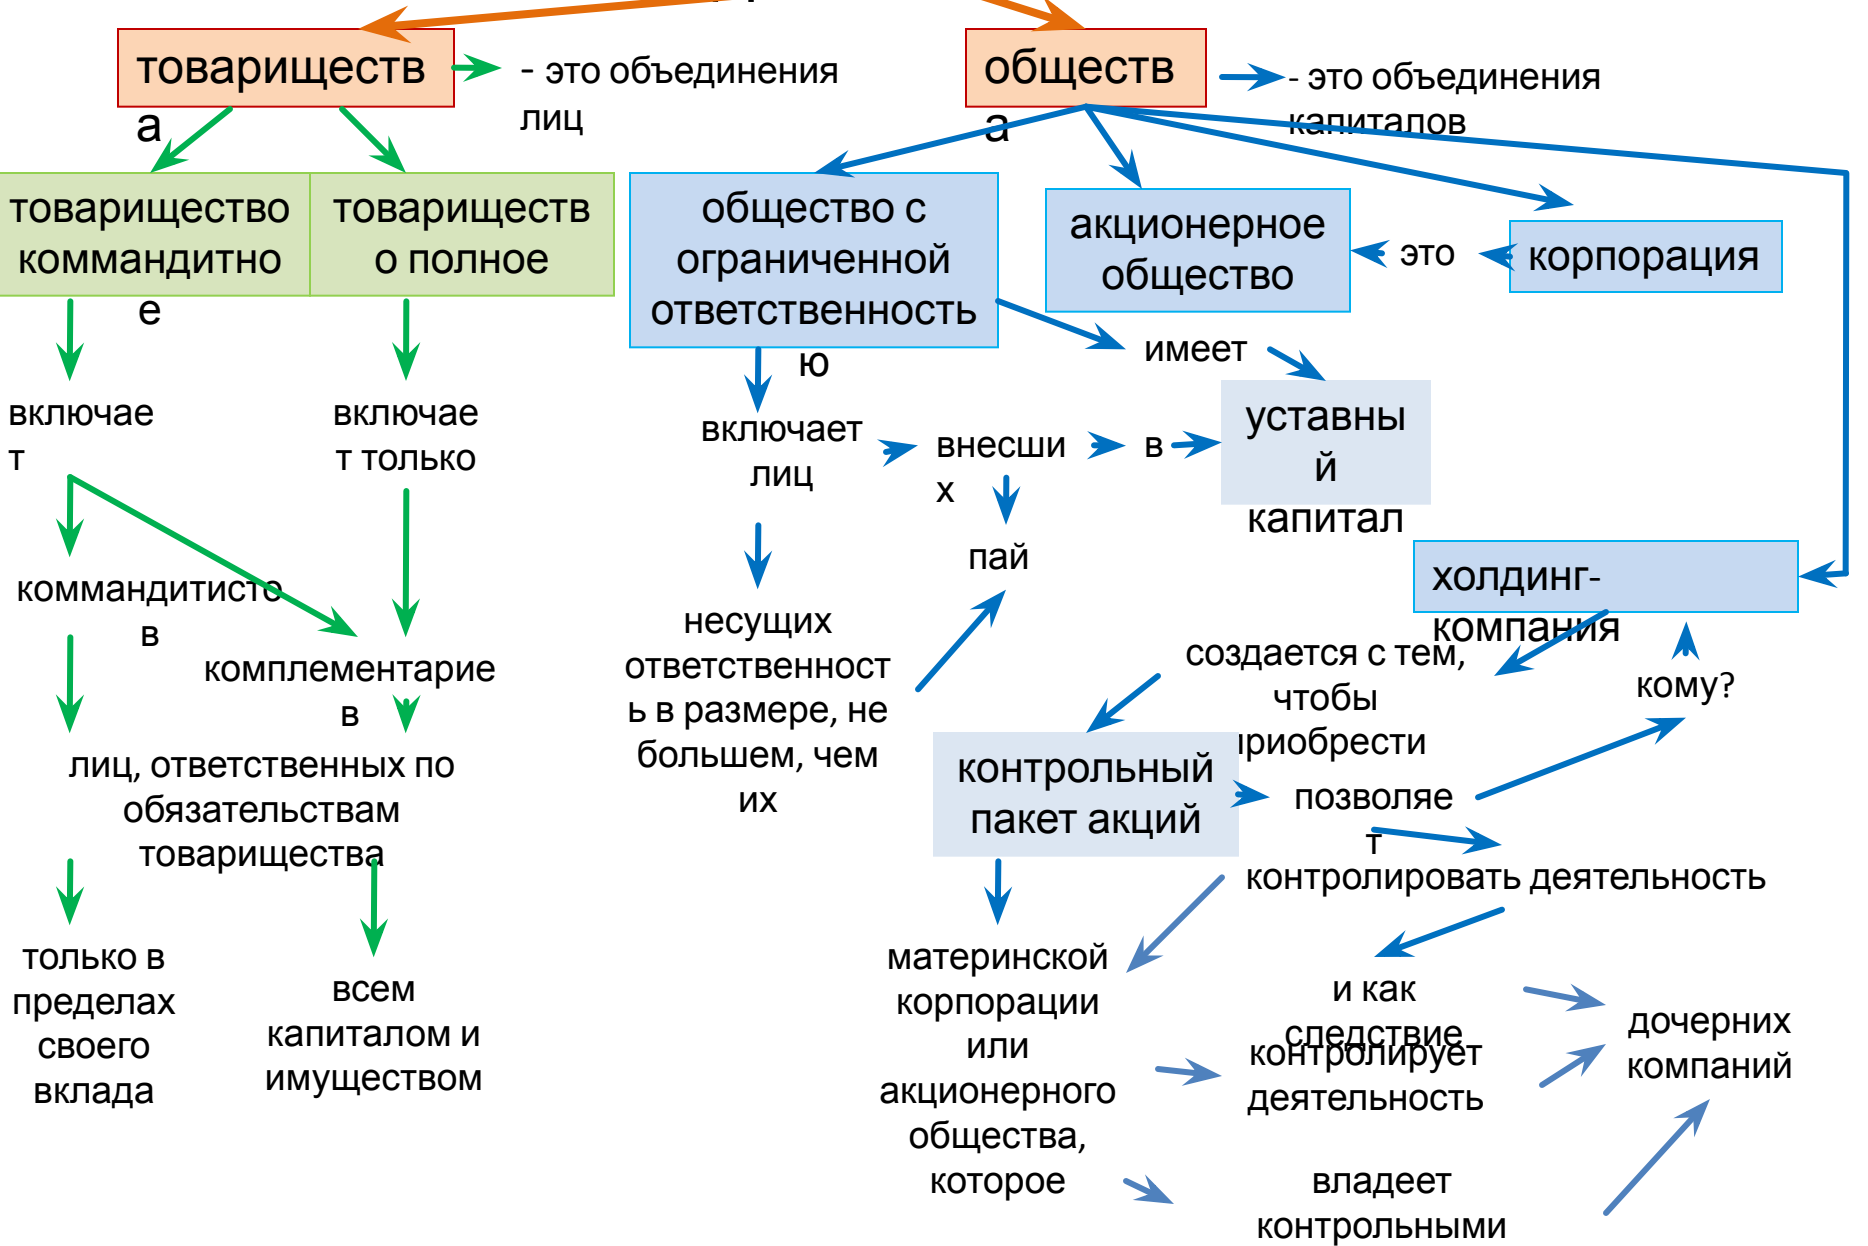 товариществ
а
- это объединения
лиц
обществ
а
- это объединения
капиталов
товарищество
коммандитно
е
товариществ
о полное
общество с
ограниченной
ответственность
ю
акционерное
общество
это
корпорация
имеет
включае
т
включае
т только
включает
лиц
внесши
х
в
уставны
й
капитал
пай
коммандитисто
в
комплементарие
в
несущих
ответственност
ь в размере, не
большем, чем
их
холдинг-
компания
создается с тем,
чтобы
приобрести
кому?
лиц, ответственных по
обязательствам
товарищества
контрольный
пакет акций
позволяе
т
контролировать деятельность
только в
пределах
своего
вклада
всем
капиталом и
имуществом
материнской
корпорации
или
акционерного
общества,
которое
и как
следствие
контролирует
деятельность
дочерних
компаний
владеет
контрольными